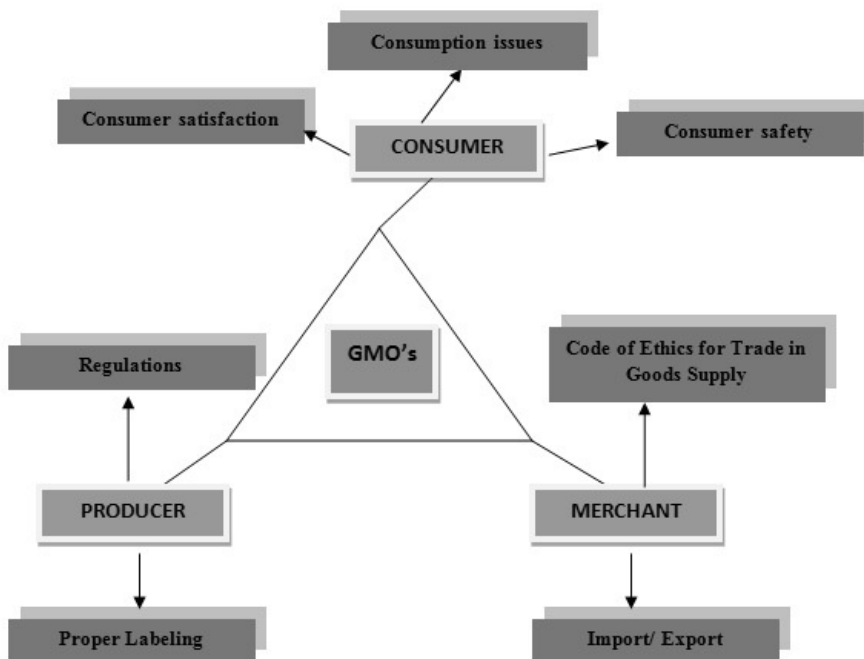 Consumption issues
Consumer satisfaction
CONSUMER
Consumer safety
GMO's
Regulations
Code of Ethics for Trade in
Goods Supply
PRODUCER
MERCHANT
Proper Labeling
Import/ Export